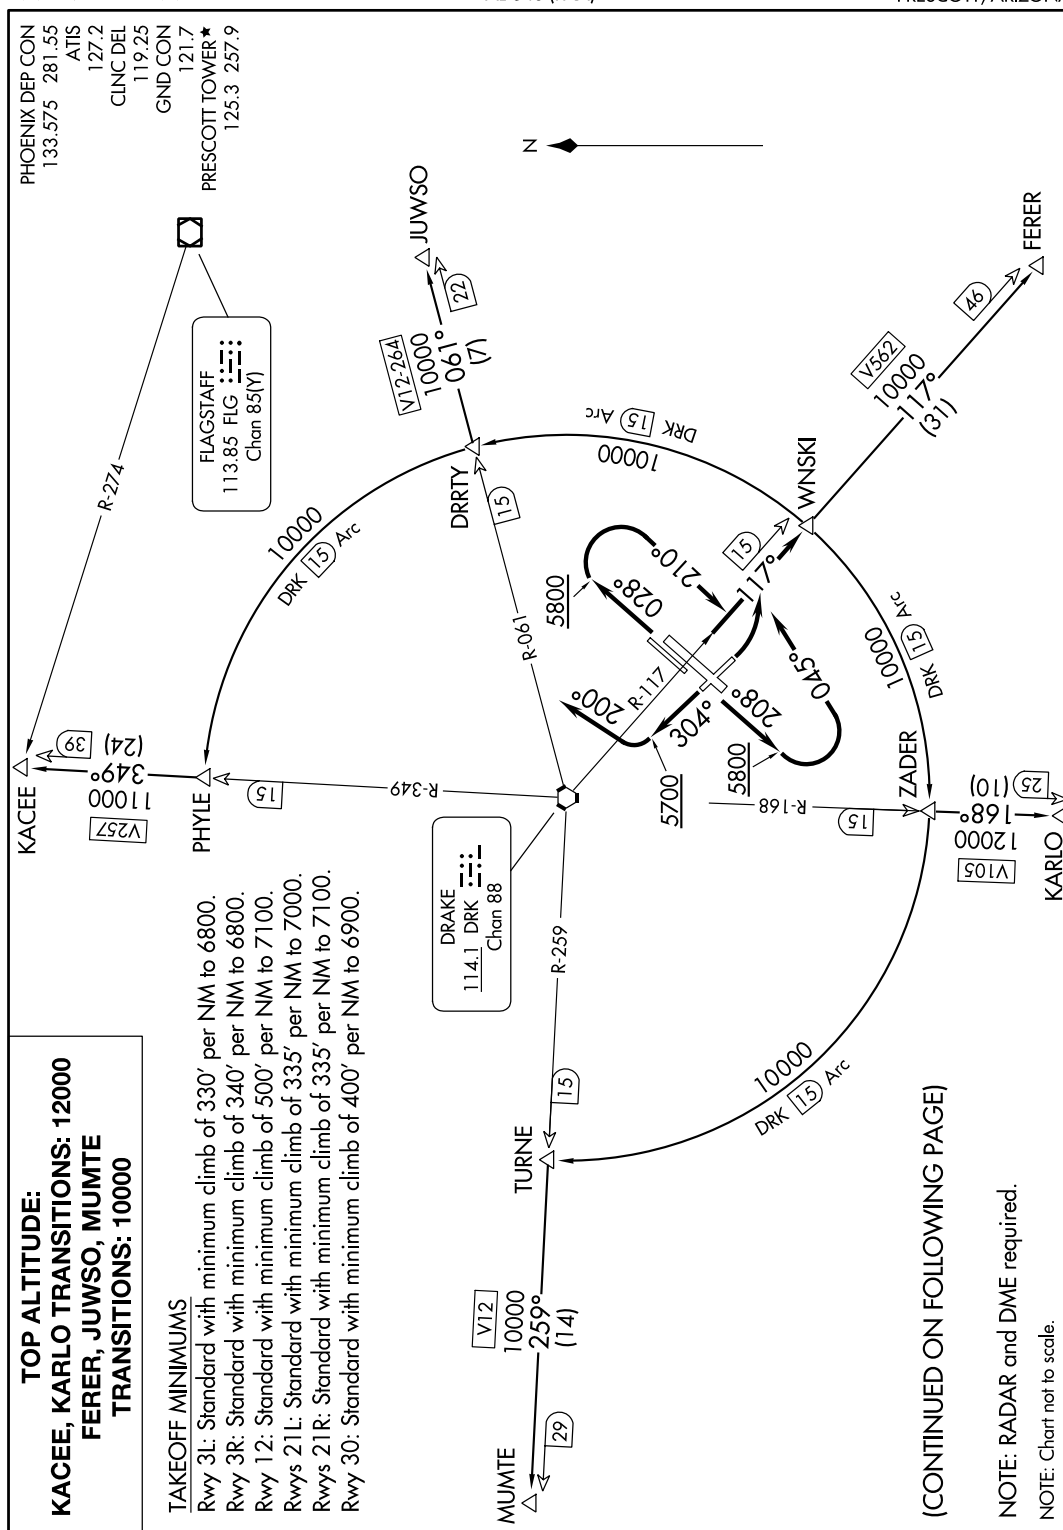 PRESCOTT, ARIZONA
TOP ALTITUDE:
KACEE, KARLO TRANSITIONS: 12000
FERER, JUWSO, MUMTE
TRANSITIONS: 10000
TAKEOFF MINIMUMS
Rwy 3L: Standard with minimum climb of 330' per NM to 6800.
Rwy 3R: Standard with minimum climb of 340' per NM to 6800.
Rwy 12: Standard with minimum climb of 500' per NM to 7100.
Rwys 21L: Standard with minimum climb of 335' per NM to 7000.
Rwys 21R: Standard with minimum climb of 335' per NM to 7100.
Rwy 30: Standard with minimum climb of 400' per NM to 6900.
PHOENIX DEP CON
133.575 281.55
ATIS
127.2
CLNC DEL
119.25
GND CON
121.7
PRESCOTT TOWER★
125.3 257.9
KACEE
39
(24)
349°
11000
V257
PHYLE
15
R-349
R-274
FLAGSTAFF
113.85 FLG
Chan 85(Y)
10000
DRK 15 Arc
N
JUWSO
22
V12-264
10000
061°
(7)
DRRTY
15
R-061
10000
DRK 15 Arc
DRAKE
114.1 DRK
Chan 88
R-259
15
TURNE
V12
10000
259°
(14)
29
MUMTE
R-117
5800
028°
210°
200°
304°
5700
208°
5800
045°
117°
15
WNSKI
V562
10000
117°
(31)
46
FERER
10000
DRK 15 Arc
R-168
15
ZADER
25
(10)
168°
12000
V105
KARLO
10000
DRK 15 Arc
(CONTINUED ON FOLLOWING PAGE)
NOTE: RADAR and DME required.
NOTE: Chart not to scale.